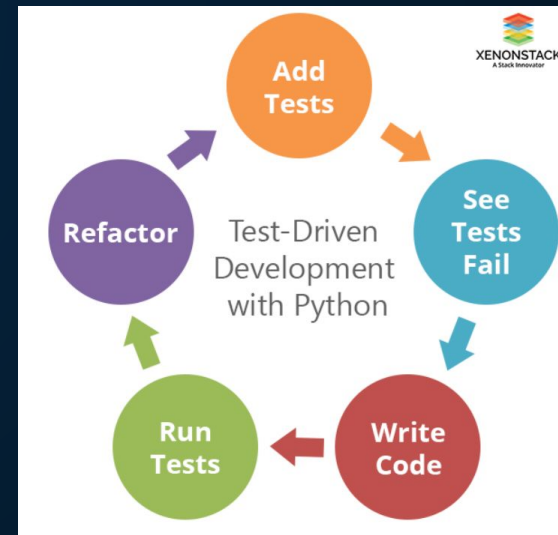 XENONSTACK
A Stack Innovator
Add
Tests
See
Tests
Fail
Write
Code
Run
Tests
Refactor
Test-Driven
Development
with Python